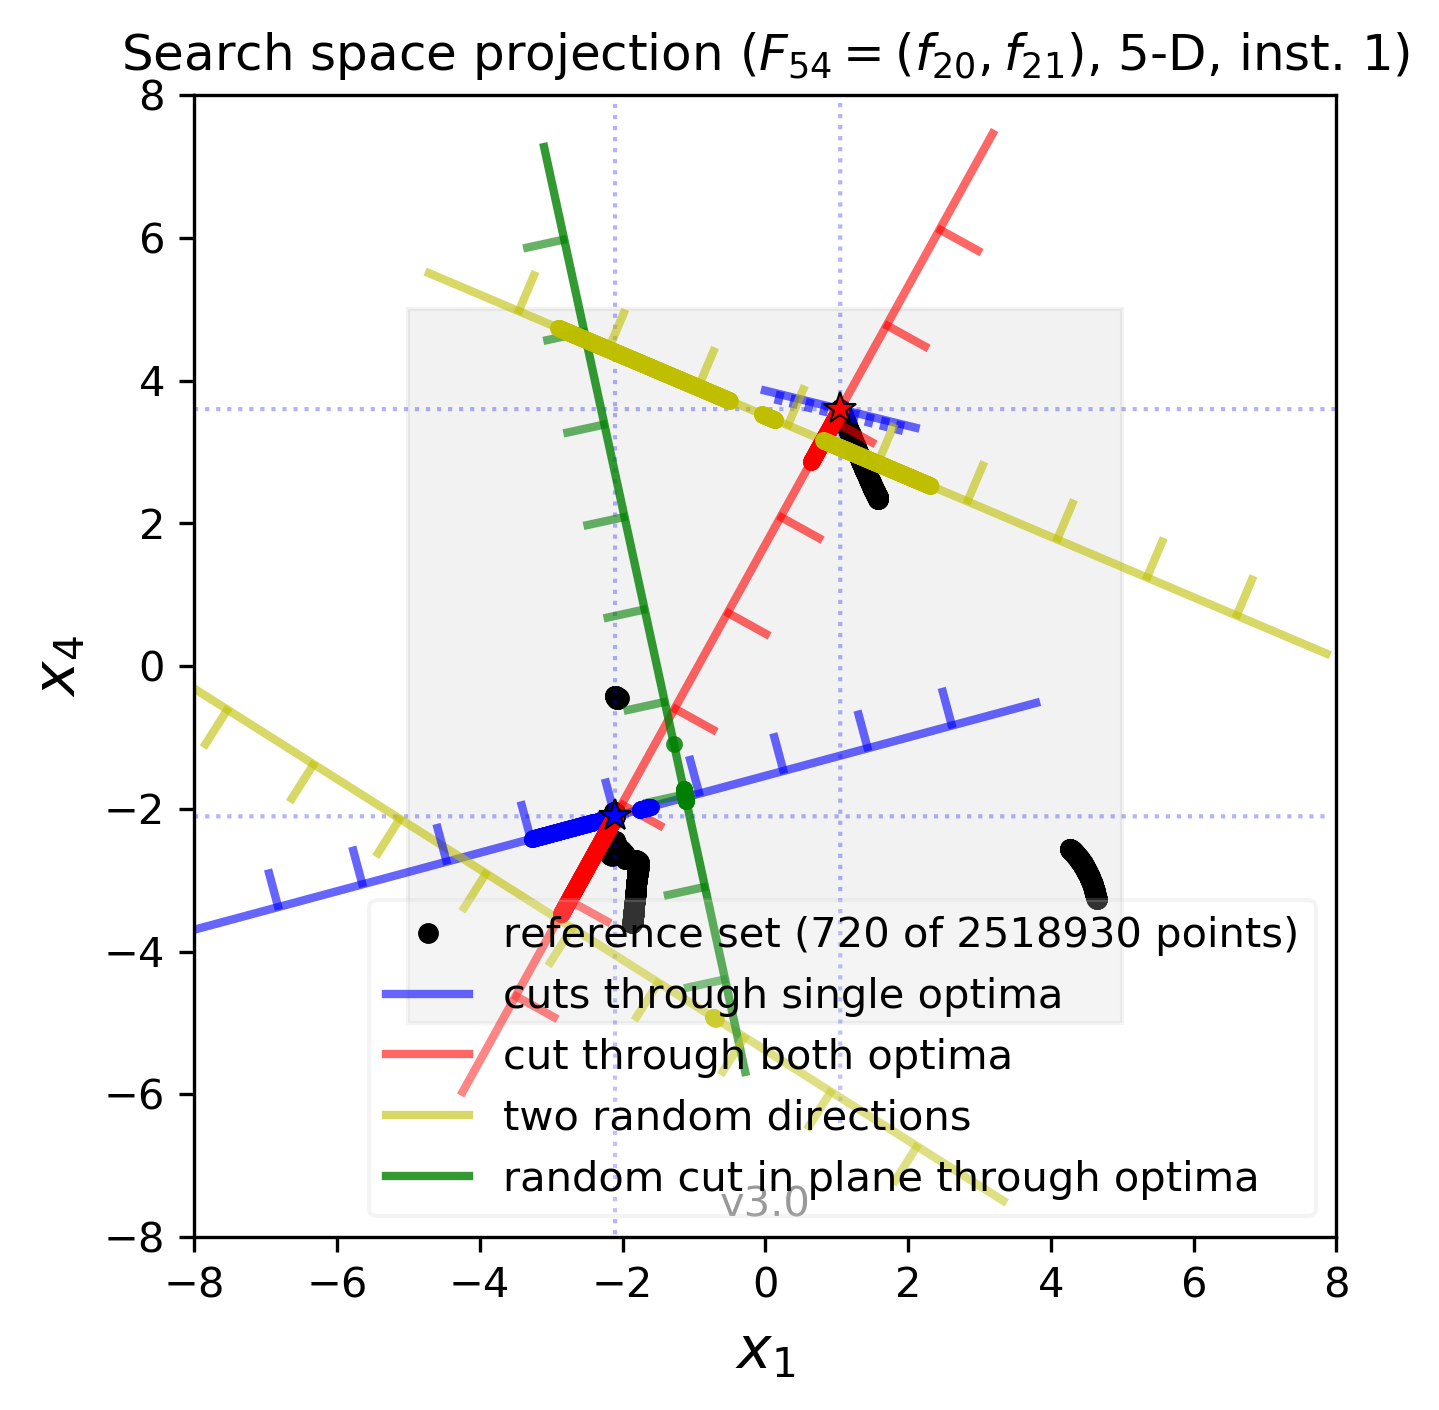 Search space projection (F₅₄ = (f₂₀, f₂₁), 5-D, inst. 1)
8
6
4
2
0
−2
−4
−6
−8
x₄
reference set (720 of 2518930 points)
cuts through single optima
cut through both optima
two random directions
random cut in plane through optima
v3.0
−8 −6 −4 −2 0 2 4 6 8
x₁